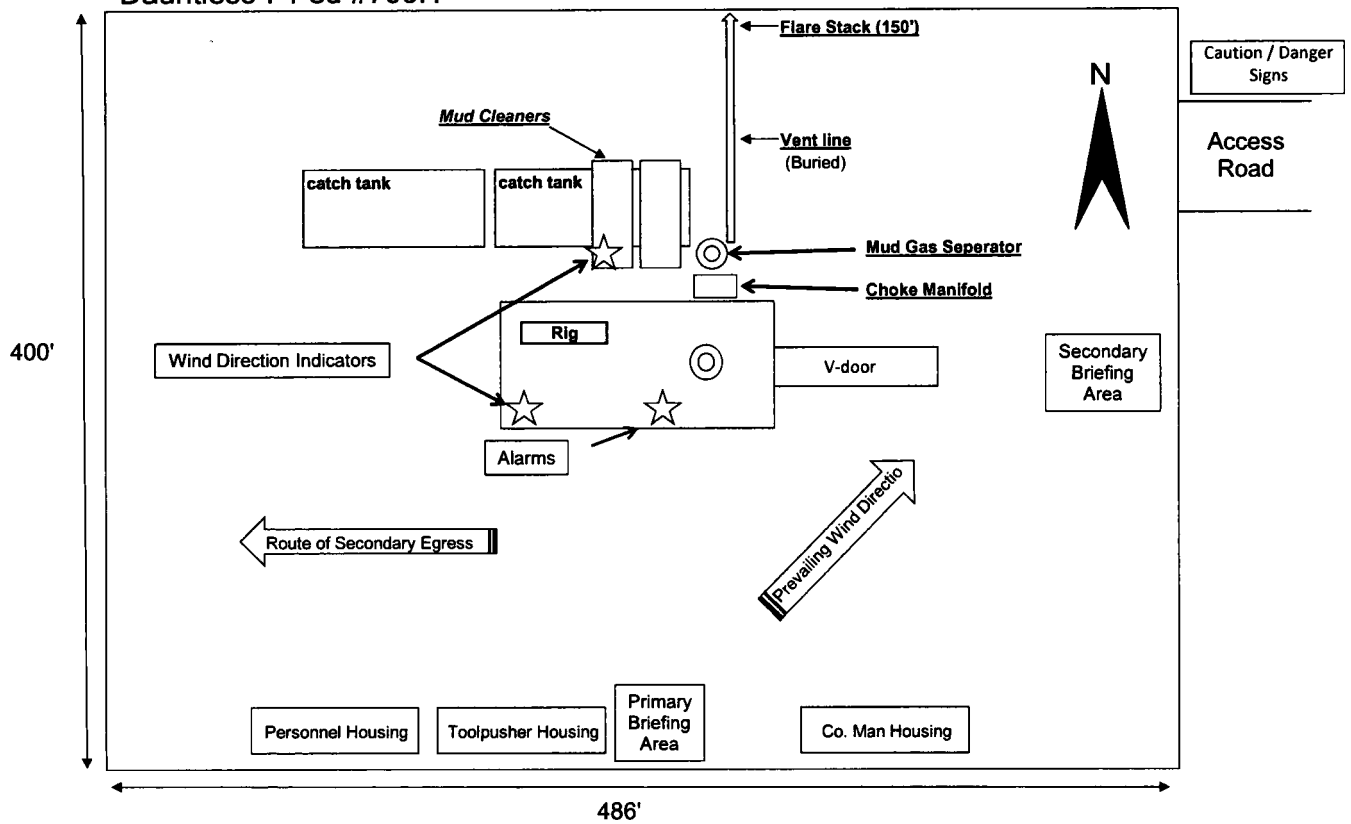 Flare Stack (150')
Caution / Danger
Signs
N
Mud Cleaners
Vent line
(Buried)
Access
Road
catch tank
catch tank
Mud Gas Seperator
Choke Manifold
Rig
400'
Wind Direction Indicators
V-door
Secondary
Briefing
Area
Alarms
Prevailing Wind Directio
Route of Secondary Egress
Personnel Housing
Toolpusher Housing
Primary
Briefing
Area
Co. Man Housing
486'